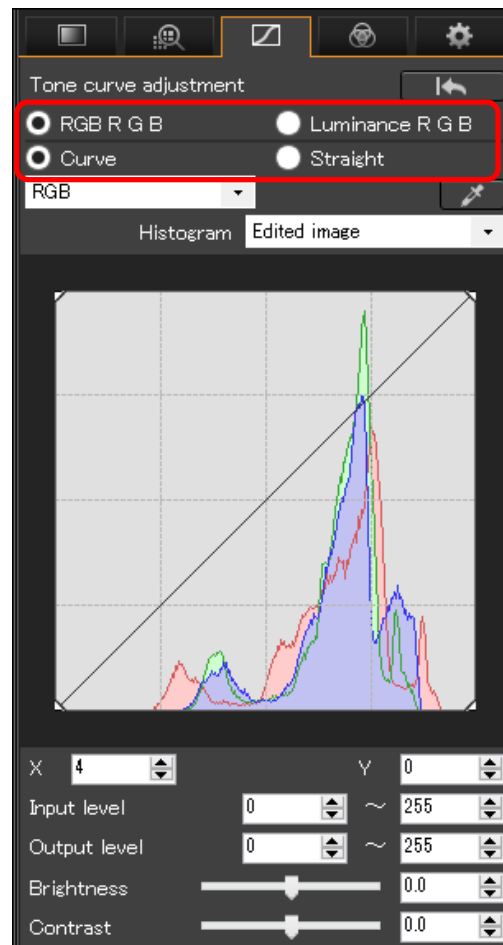 Tone curve adjustment
RGB R G B Luminance R G B
Curve Straight
RGB
Histogram Edited image
X 4 Y 0
Input level 0 ~ 255
Output level 0 ~ 255
Brightness 0.0
Contrast 0.0